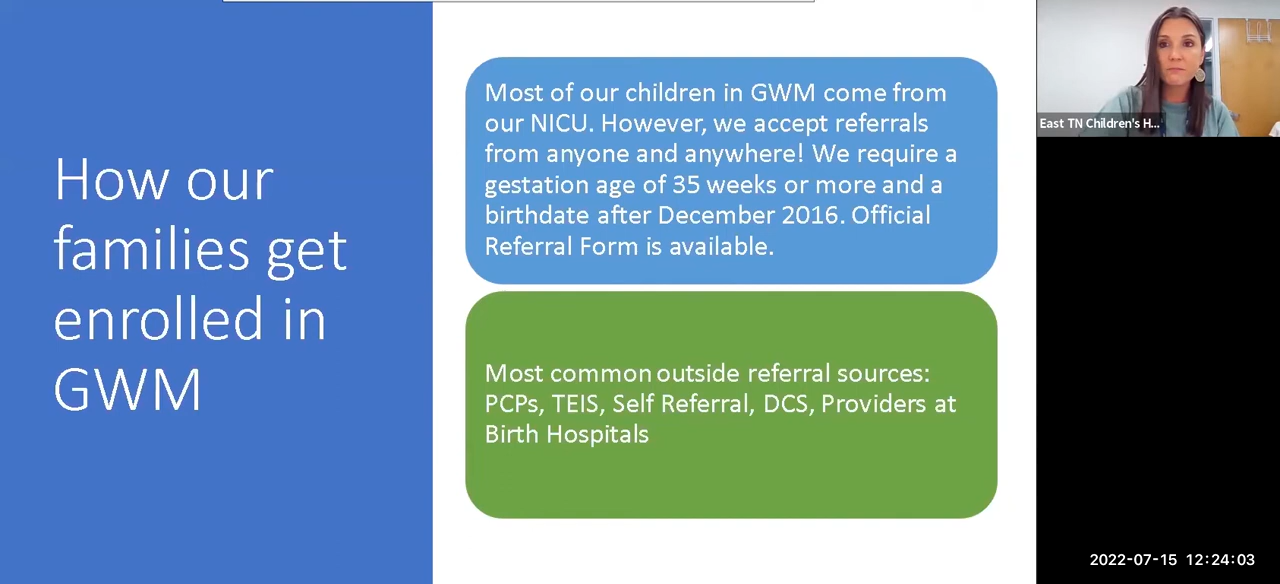 How our
families get
enrolled in
GWM
Most of our children in GWM come from
our NICU. However, we accept referrals
from anyone and anywhere! We require a
gestation age of 35 weeks or more and a
birthdate after December 2016. Official
Referral Form is available.
Most common outside referral sources:
PCPs, TEIS, Self Referral, DCS, Providers at
Birth Hospitals
East TN Children's H...
2022-07-15 12:24:03